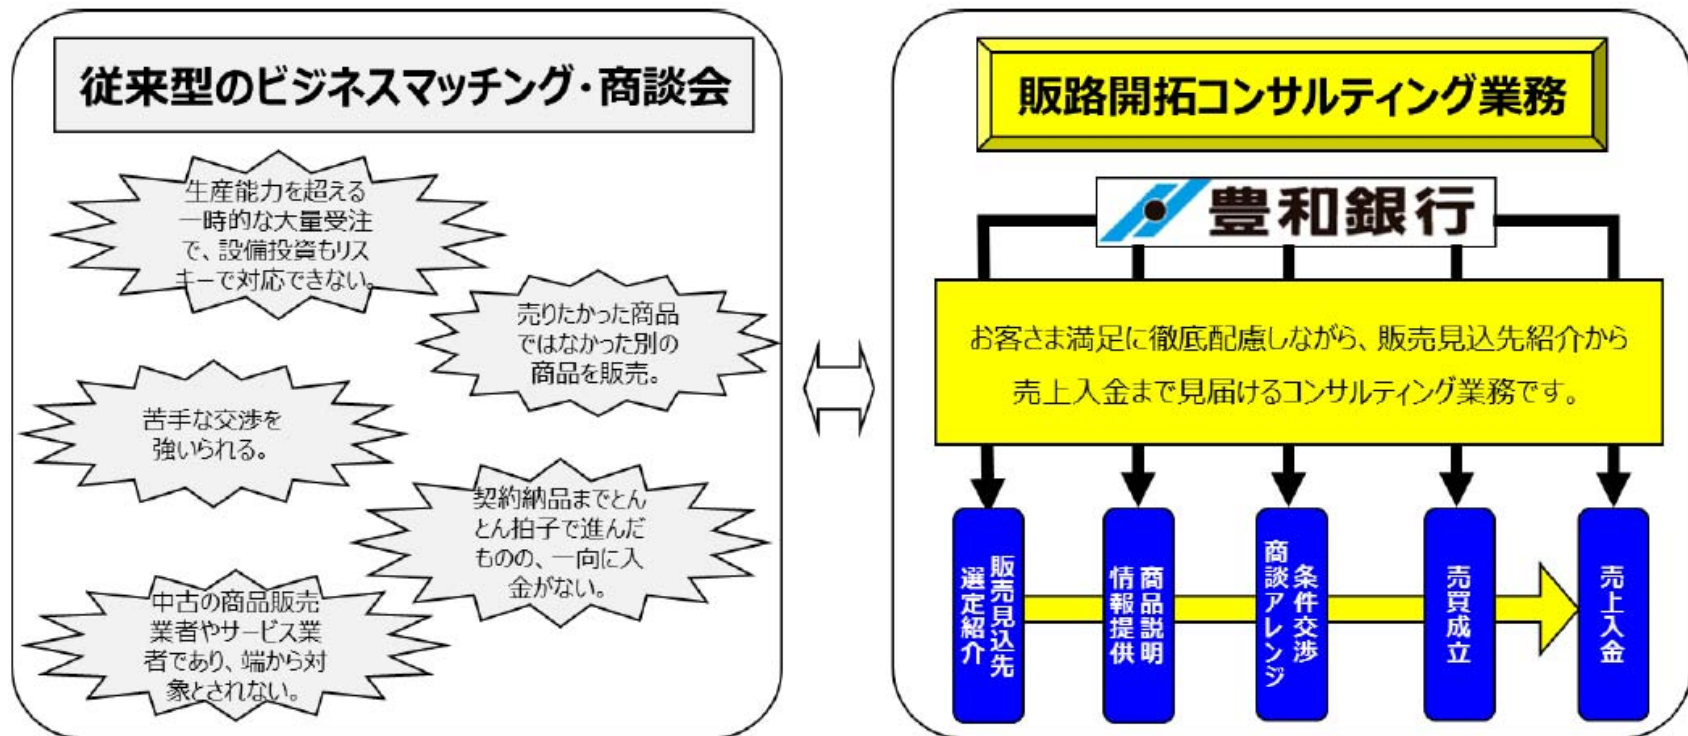 従来型のビジネスマッチング・商談会
生産能力を超える
一時的な大量受注
で、設備投資もリス
キーで対応できない。
売りたかった商品
ではなかった別の
商品を販売。
苦手な交渉を
強いられる。
契約納品までとん
とん拍子で進んだ
ものの、一向に入
金がない。
中古の商品販売
業者やサービス業
者であり、端から対
象とされない。
販路開拓コンサルティング業務
豊和銀行
お客さま満足に徹底配慮しながら、販売見込先紹介から
売上入金まで見届けるコンサルティング業務です。
販売見込先
選定紹介
商品説明
情報提供
条件交渉
商談アレンジ
売買成立
売上入金